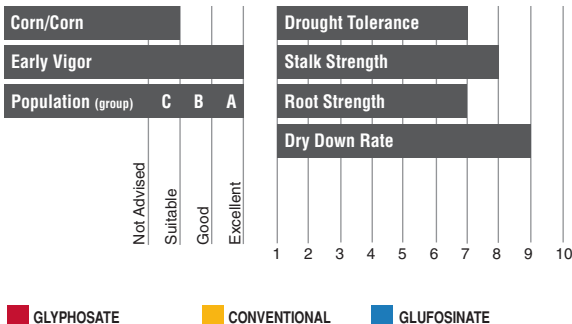 Corn/Corn
Early Vigor
Population (group) C B A
Not Advised
Suitable
Good
Excellent
Drought Tolerance
Stalk Strength
Root Strength
Dry Down Rate
1 2 3 4 5 6 7 8 9 10
GLYPHOSATE CONVENTIONAL GLUFOSINATE